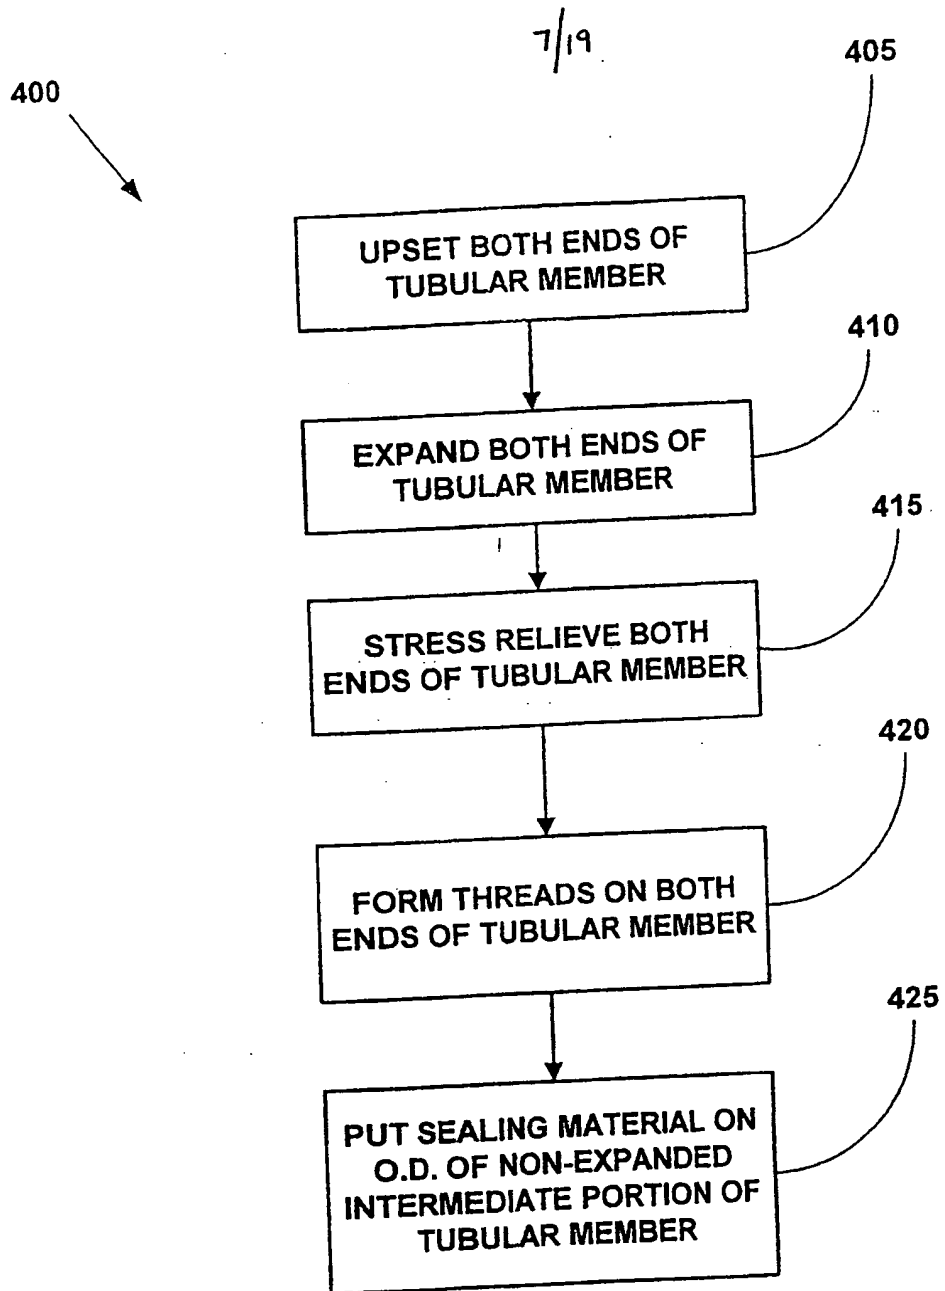 7/19
405
400
UPSET BOTH ENDS OF
TUBULAR MEMBER
410
EXPAND BOTH ENDS OF
TUBULAR MEMBER
415
STRESS RELIEVE BOTH
ENDS OF TUBULAR MEMBER
420
FORM THREADS ON BOTH
ENDS OF TUBULAR MEMBER
425
PUT SEALING MATERIAL ON
O.D. OF NON-EXPANDED
INTERMEDIATE PORTION OF
TUBULAR MEMBER